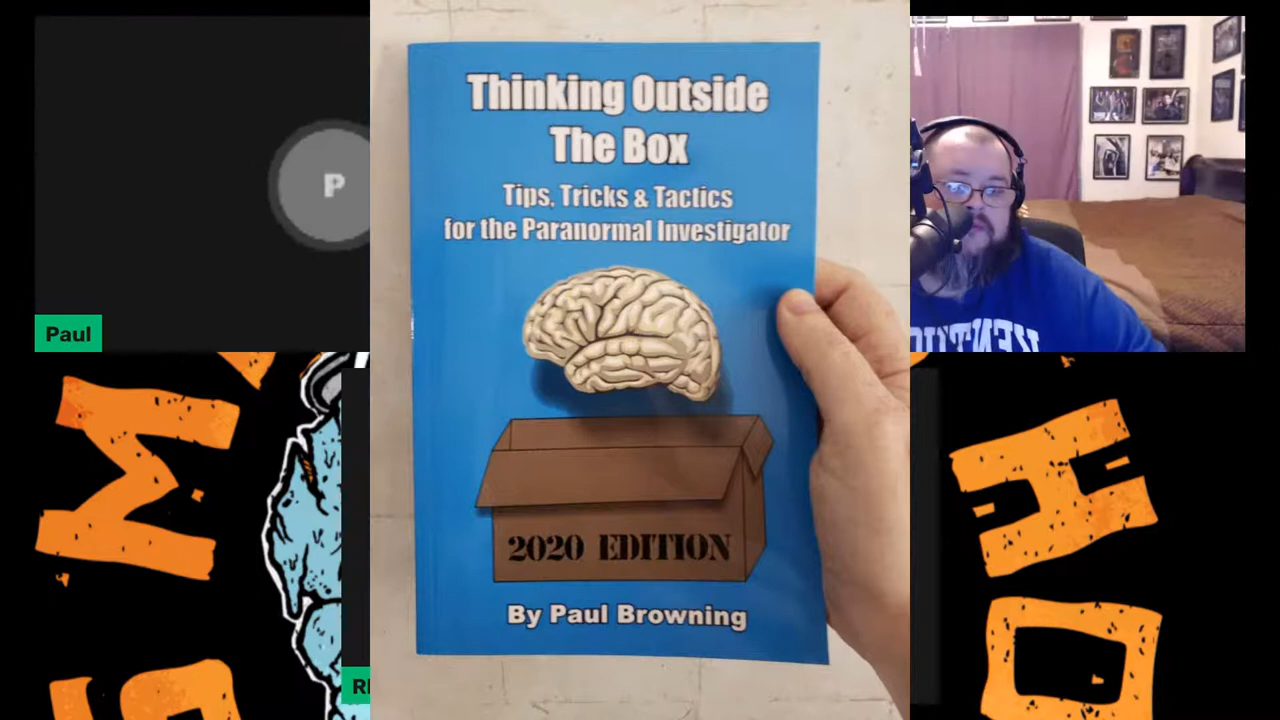 P
Paul
Thinking Outside
The Box
Tips, Tricks & Tactics
for the Paranormal Investigator
2020 EDITION
By Paul Browning